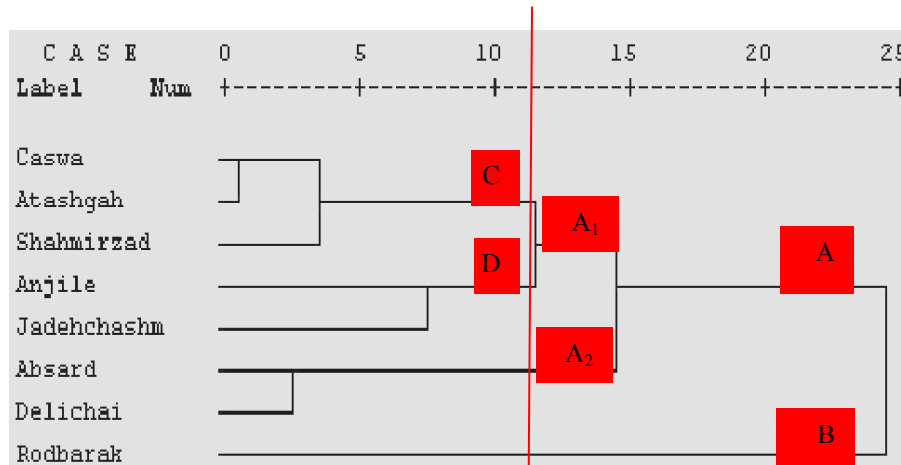 C A S E 0 5 10 15 20 25
Label Num +---------+---------+---------+---------+---------+
Caswa
Atashgah
C
Shahmirzad
A₁
Anjile
D
A
Jadehchashm
Absard
A₂
Delichai
Rodbarak
B